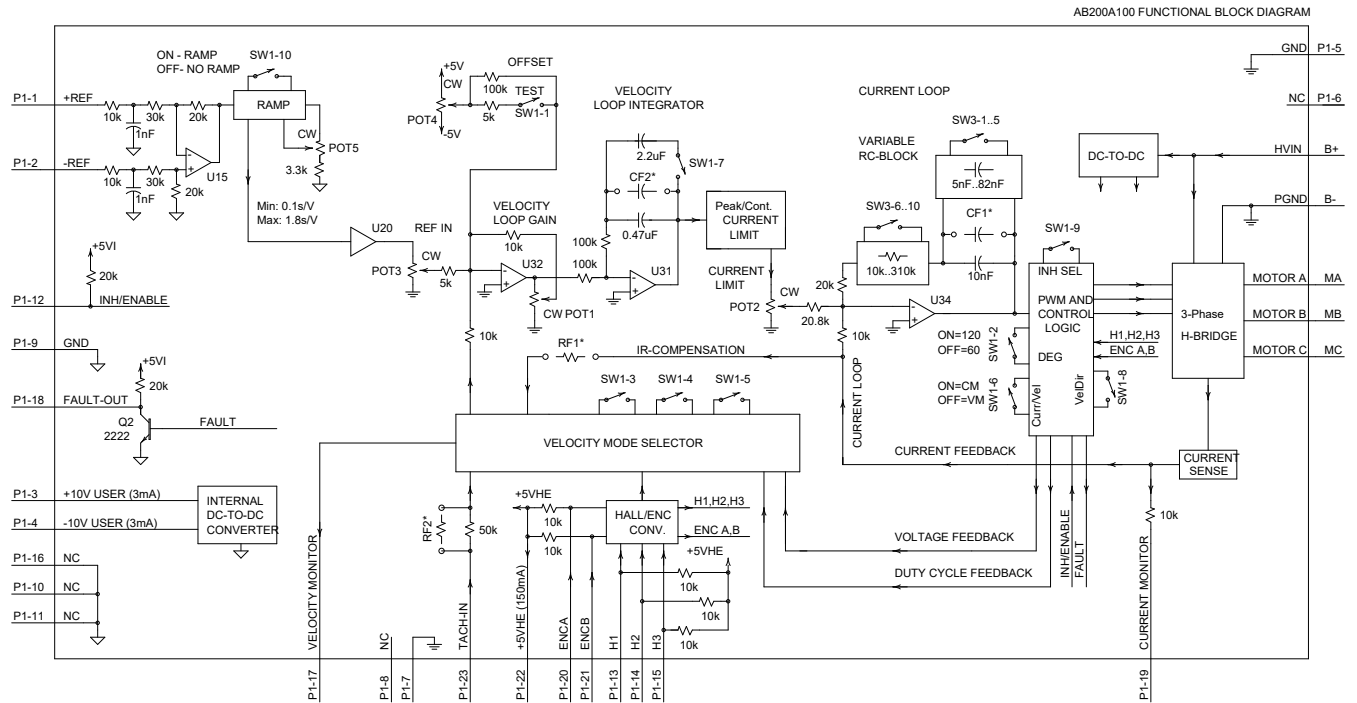 AB200A100 FUNCTIONAL BLOCK DIAGRAM
ON - RAMP
OFF- NO RAMP
SW1-10
RAMP
P1-1
+REF
10k
30k
20k
1nF
CW
POT5
3.3k
P1-2
-REF
10k
30k
U15
20k
1nF
Min: 0.1s/V
Max: 1.8s/V
U20
+5V
CW
POT4
-5V
OFFSET
100k
TEST
5k
SW1-1
VELOCITY
LOOP INTEGRATOR
2.2uF
SW1-7
CF2*
0.47uF
100k
VELOCITY
LOOP GAIN
10k
REF IN
CW
POT3
5k
U32
100k
U31
CW POT1
10k
Peak/Cont.
CURRENT
LIMIT
CURRENT
LIMIT
CW
POT2
20.8k
CURRENT LOOP
SW3-1..5
VARIABLE
RC-BLOCK
5nF..82nF
SW3-6..10
CF1*
10k..310k
10nF
20k
U34
10k
GND
P1-5
NC
P1-6
DC-TO-DC
HVIN
B+
PGND
B-
SW1-9
INH SEL
PWM AND
CONTROL
LOGIC
ON=120
OFF=60
SW1-2
DEG
ON=CM
OFF=VM
SW1-6
Curr/Vel
VelDir
SW1-8
H1,H2,H3
ENC A,B
3-Phase
H-BRIDGE
MOTOR A
MA
MOTOR B
MB
MOTOR C
MC
+5VI
20k
P1-12
INH/ENABLE
P1-9
GND
+5VI
20k
P1-18
FAULT-OUT
Q2
2222
FAULT
RF1*
IR-COMPENSATION
SW1-3
SW1-4
SW1-5
VELOCITY MODE SELECTOR
CURRENT LOOP
CURRENT FEEDBACK
CURRENT
SENSE
P1-3
+10V USER (3mA)
P1-4
-10V USER (3mA)
INTERNAL
DC-TO-DC
CONVERTER
P1-16
NC
P1-10
NC
P1-11
NC
RF2*
50k
+5VHE
10k
10k
HALL/ENC
CONV.
H1,H2,H3
ENC A,B
+5VHE
10k
10k
10k
VOLTAGE FEEDBACK
DUTY CYCLE FEEDBACK
INH/ENABLE
FAULT
10k
CURRENT MONITOR
VELOCITY MONITOR
NC
TACH-IN
+5VHE (150mA)
ENCA
ENCB
H1
H2
H3
P1-17
P1-8
P1-7
P1-23
P1-22
P1-20
P1-21
P1-13
P1-14
P1-15
P1-19